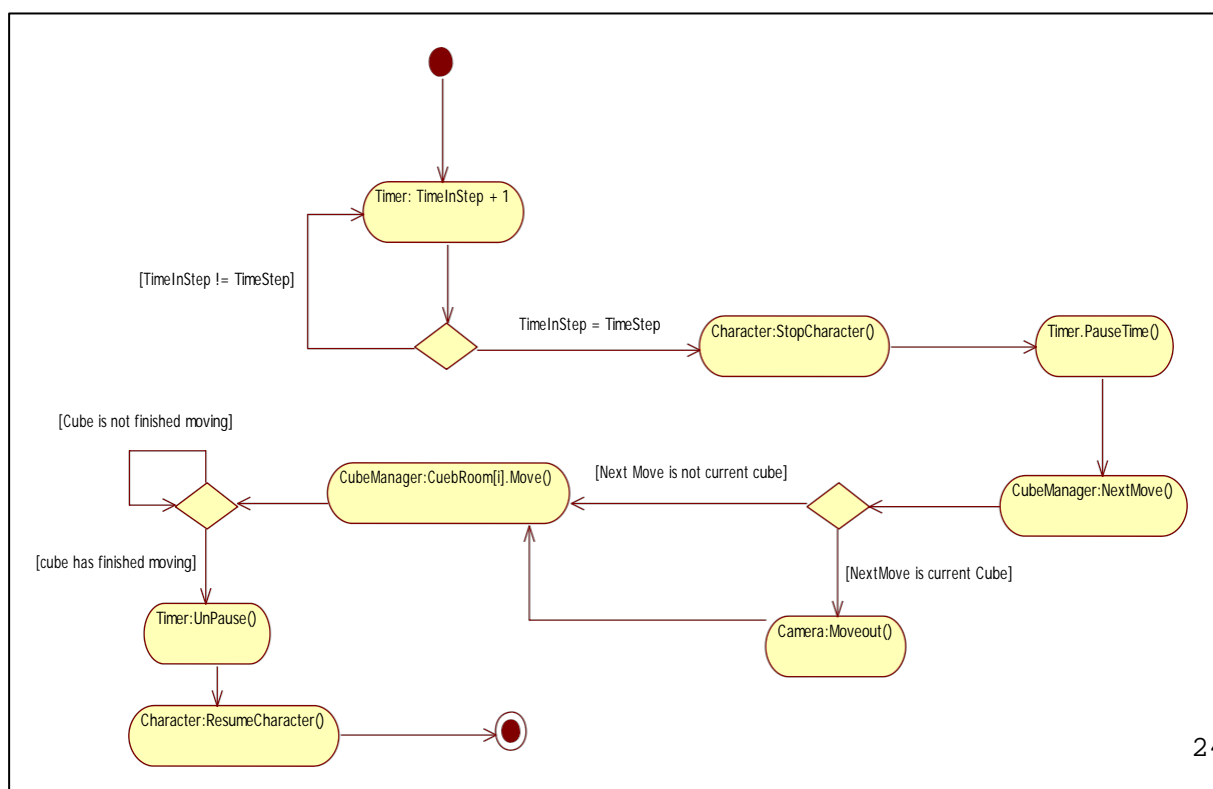 Timer: TimeInStep + 1
[TimeInStep != TimeStep]
TimeInStep = TimeStep
Character:StopCharacter()
Timer.PauseTime()
[Cube is not finished moving]
CubeManager:CuebRoom[i].Move()
[Next Move is not current cube]
CubeManager:NextMove()
[cube has finished moving]
[NextMove is current Cube]
Timer:UnPause()
Camera:Moveout()
Character:ResumeCharacter()
24